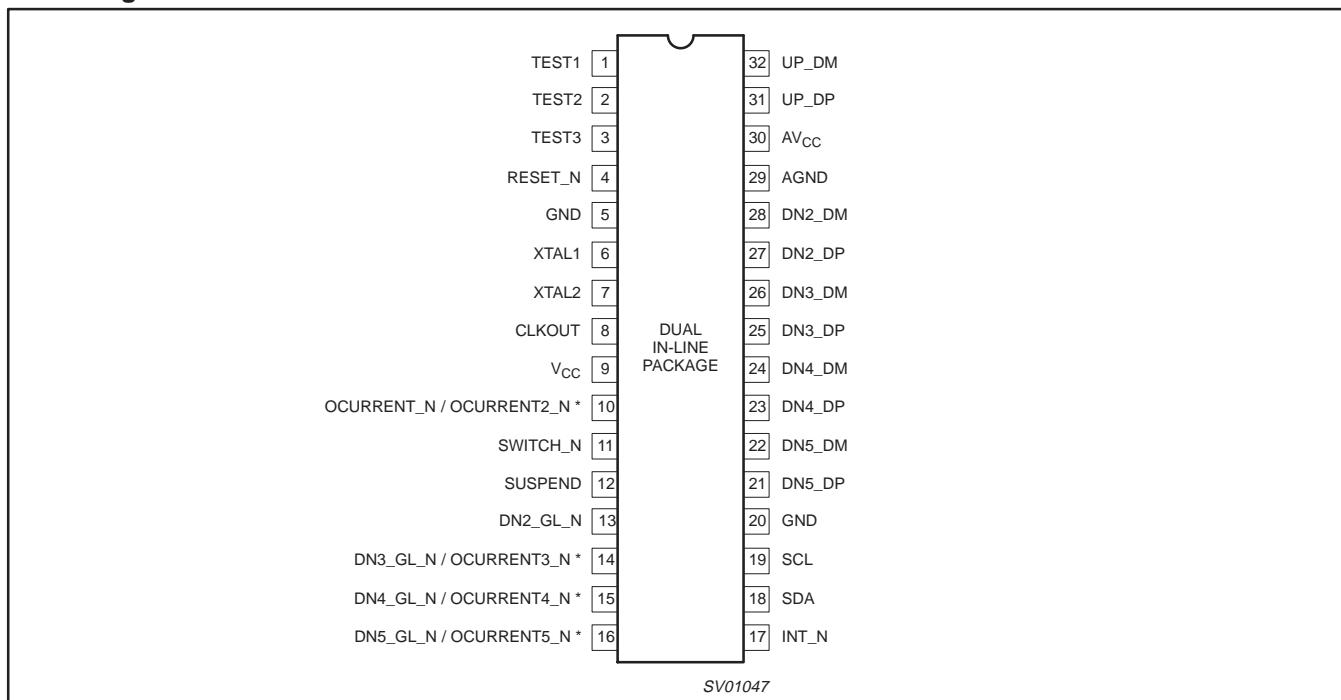 TEST1 1
TEST2 2
TEST3 3
RESET_N 4
GND 5
XTAL1 6
XTAL2 7
CLKOUT 8
VCC 9
OCURRENT_N / OCURRENT2_N * 10
SWITCH_N 11
SUSPEND 12
DN2_GL_N 13
DN3_GL_N / OCURRENT3_N * 14
DN4_GL_N / OCURRENT4_N * 15
DN5_GL_N / OCURRENT5_N * 16
DUAL
IN-LINE
PACKAGE
32 UP_DM
31 UP_DP
30 AVCC
29 AGND
28 DN2_DM
27 DN2_DP
26 DN3_DM
25 DN3_DP
24 DN4_DM
23 DN4_DP
22 DN5_DM
21 DN5_DP
20 GND
19 SCL
18 SDA
17 INT_N
SV01047